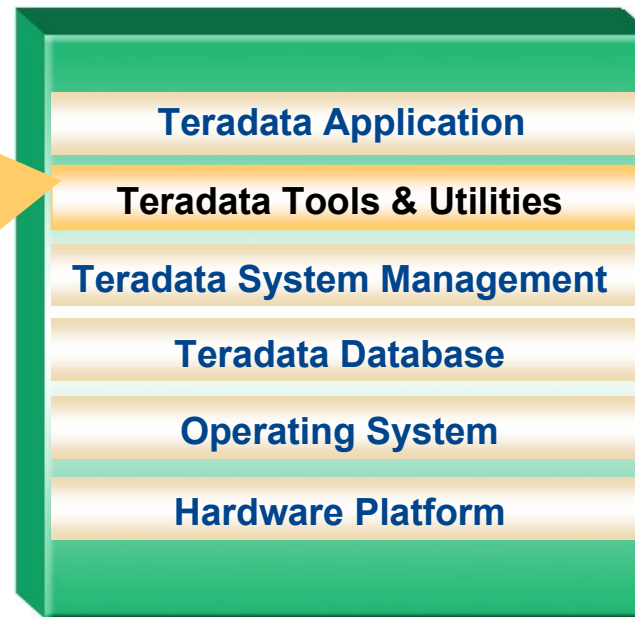 Teradata Application
Teradata Tools & Utilities
Teradata System Management
Teradata Database
Operating System
Hardware Platform